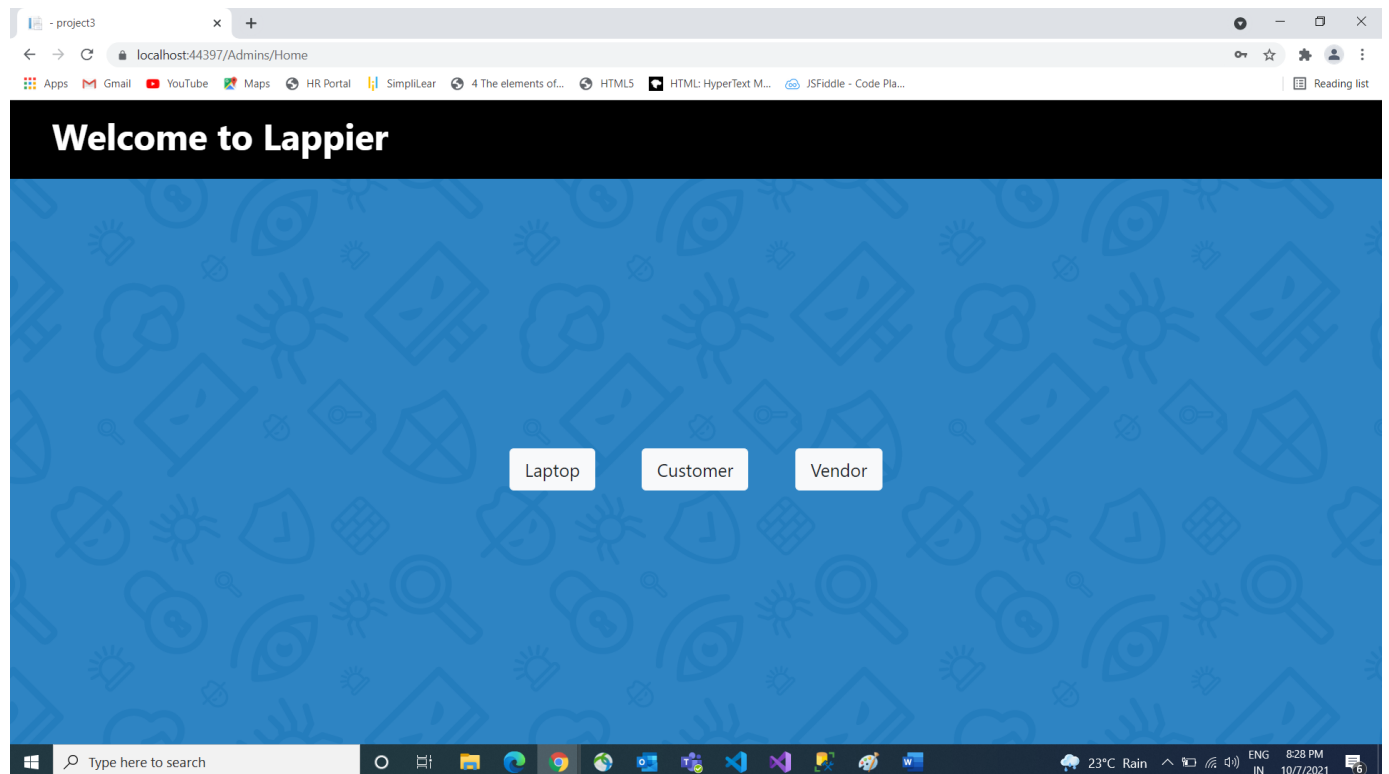 - project3
localhost:44397/Admins/Home
Apps Gmail YouTube Maps HR Portal SimpliLear 4 The elements of... HTML5 HTML: HyperText M... JSFiddle - Code Pla... Reading list
Welcome to Lappier
Laptop Customer Vendor
Type here to search 23°C Rain ENG 8:28 PM
IN 10/7/2021 6